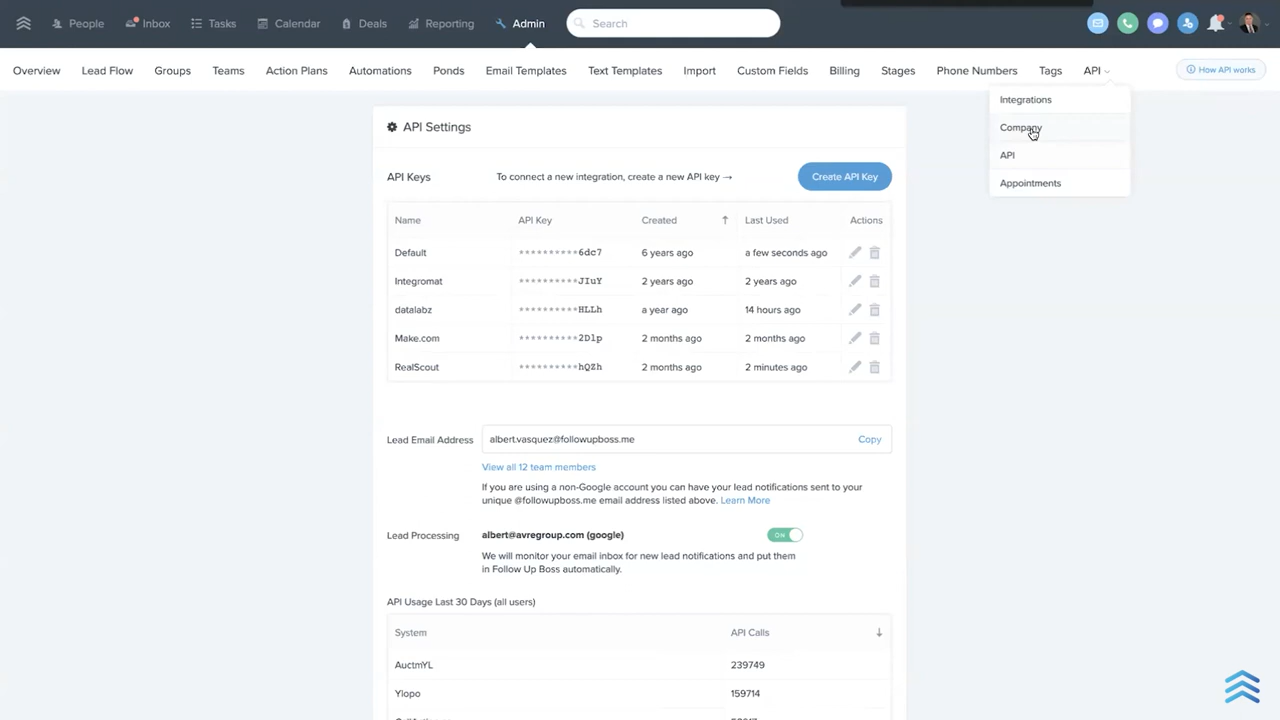 People
Inbox
Tasks
Calendar
Deals
Reporting
Admin
Search
Overview
Lead Flow
Groups
Teams
Action Plans
Automations
Ponds
Email Templates
Text Templates
Import
Custom Fields
Billing
Stages
Phone Numbers
Tags
API
How API works
Integrations
Company
API
Appointments
API Settings
API Keys
To connect a new integration, create a new API key →
Create API Key
Name API Key Created Last Used Actions
Default **********6dc7 6 years ago a few seconds ago
Integromat **********JIuY 2 years ago 2 years ago
datalabz **********HLLh a year ago 14 hours ago
Make.com **********2Dlp 2 months ago 2 months ago
RealScout **********hQZh 2 months ago 2 minutes ago
Lead Email Address
albert.vasquez@followupboss.me
Copy
View all 12 team members
If you are using a non-Google account you can have your lead notifications sent to your
unique @followupboss.me email address listed above. Learn More
Lead Processing
albert@avregroup.com (google)
ON
We will monitor your email inbox for new lead notifications and put them
in Follow Up Boss automatically.
API Usage Last 30 Days (all users)
System API Calls
AuctmYL 239749
Ylopo 159714